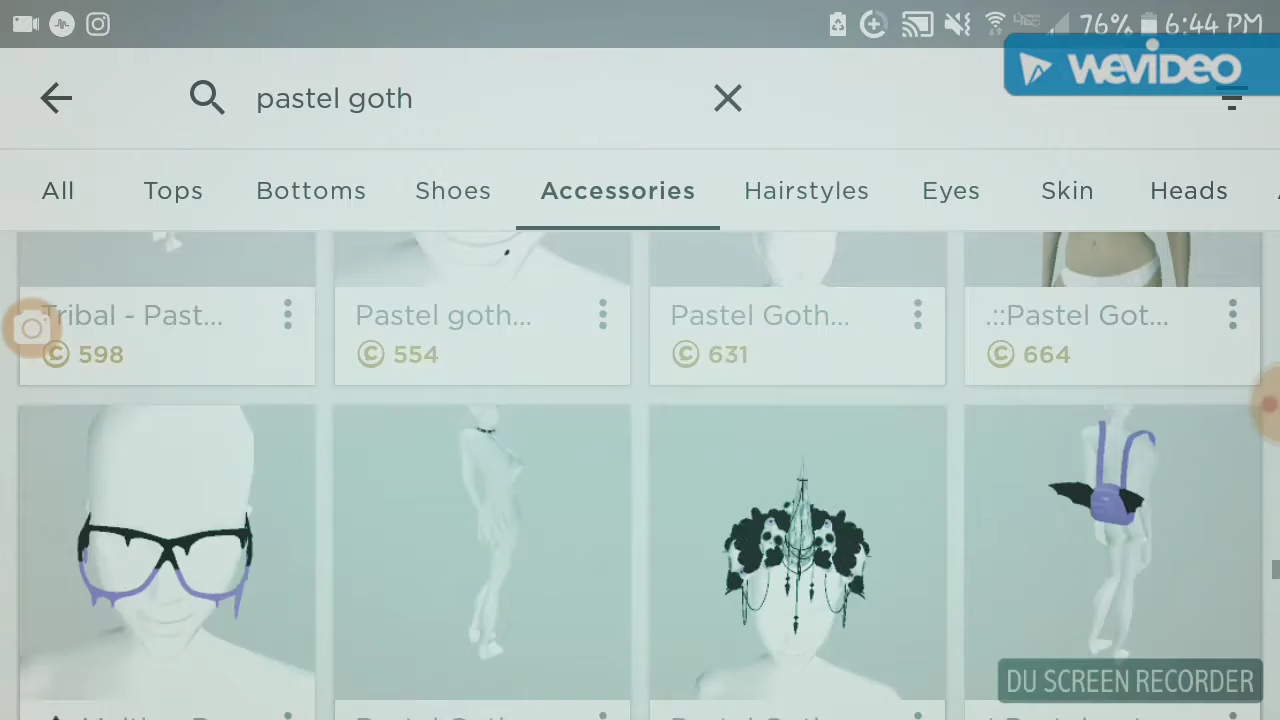 76% 6:44 PM
WEVIDEO
pastel goth
All Tops Bottoms Shoes Accessories Hairstyles Eyes Skin Heads
Tribal - Past... Pastel goth... Pastel Goth... .::Pastel Got...
© 598 © 554 © 631 © 664
DU SCREEN RECORDER